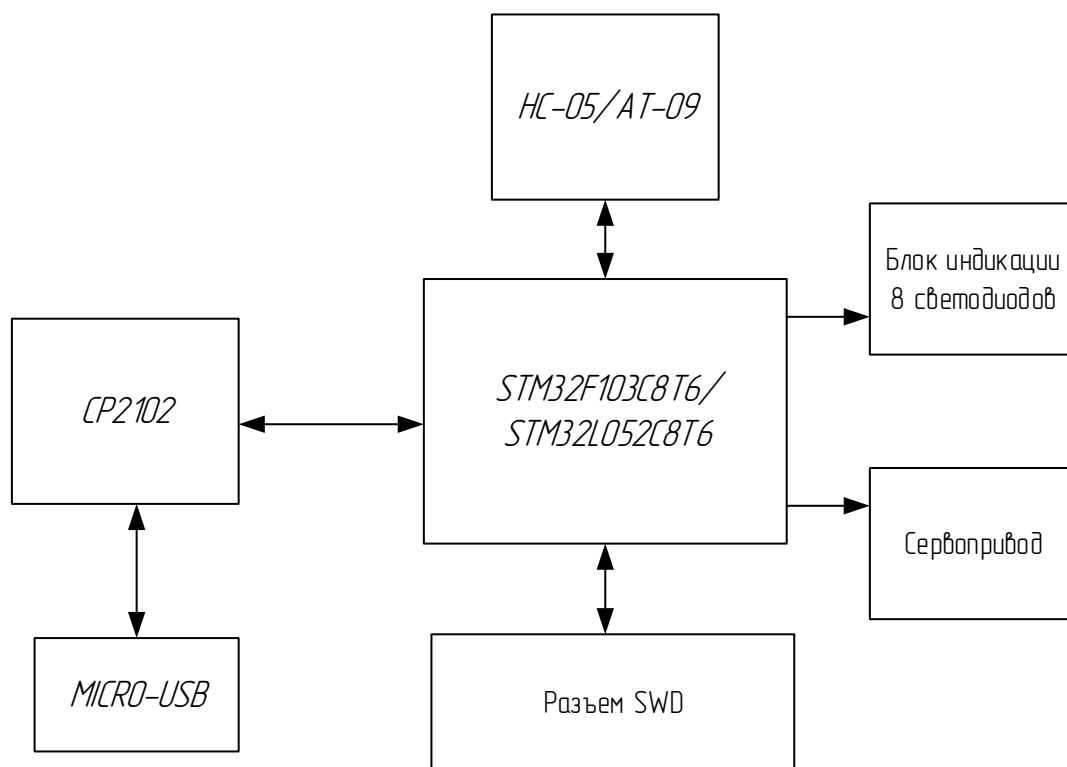 HC-05/AT-09
Блок индикации
8 светодиодов
STM32F103C8T6/
STM32L052C8T6
CP2102
Сервопривод
MICRO-USB
Разъем SWD